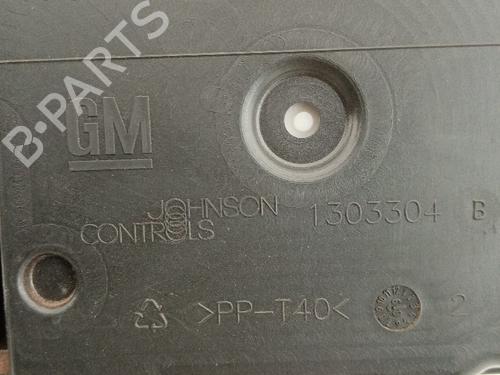 B-PARTS
GM
JOHNSON
CONTROLS
1303304 B
>PP-T40<
2